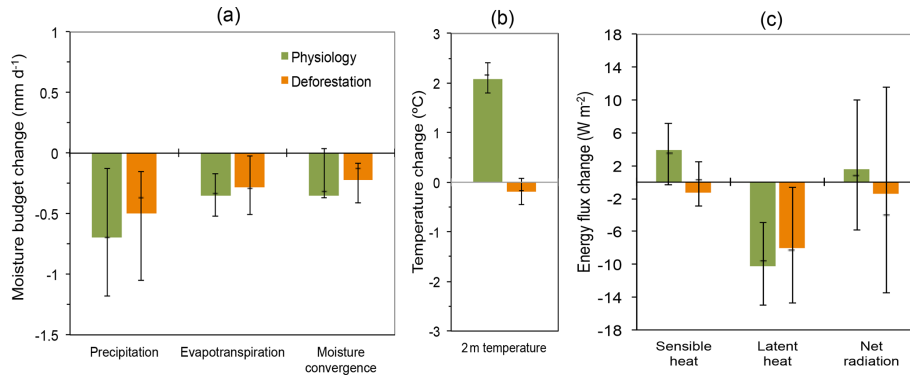 (a)
Moisture budget change (mm d⁻¹)
1
0.5
0
-0.5
-1
-1.5
Physiology
Deforestation
Precipitation
Evapotranspiration
Moisture
convergence
(b)
Temperature change (ºC)
3
2
1
0
-1
-2
-3
2 m temperature
(c)
Energy flux change (W m⁻²)
18
14
10
6
2
-2
-6
-10
-14
-18
Sensible
heat
Latent
heat
Net
radiation